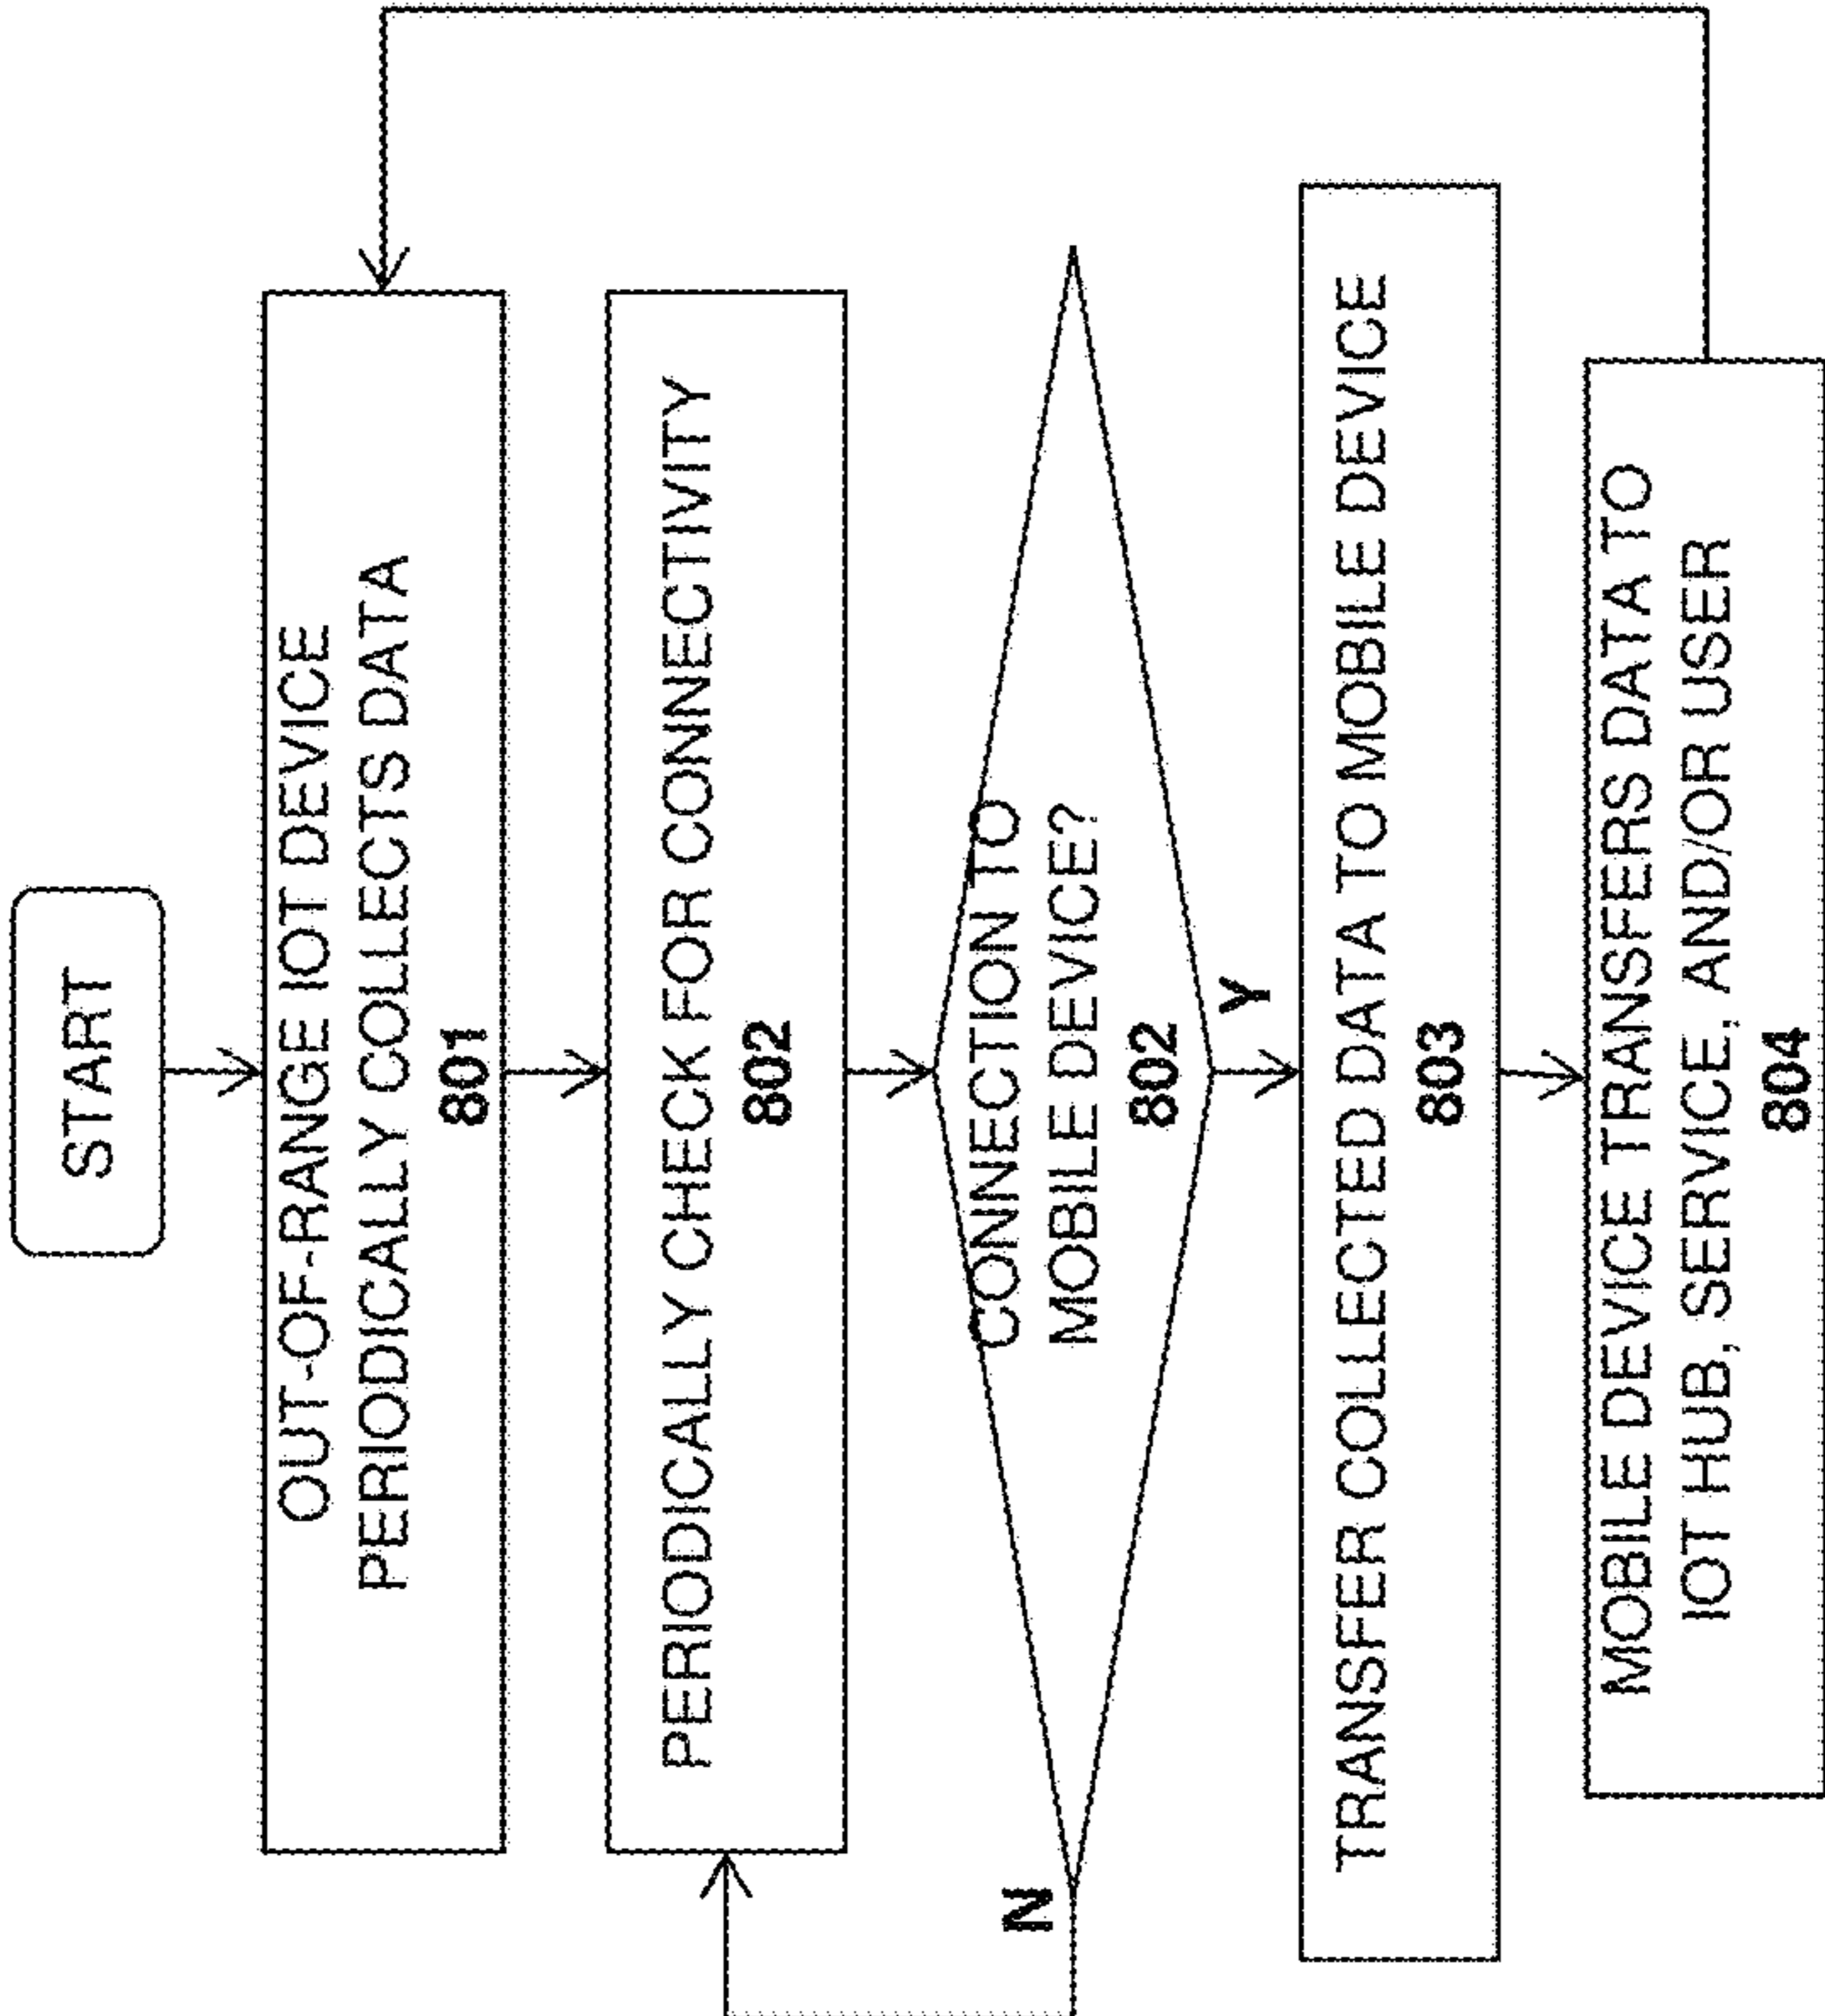 START
OUT-OF-RANGE IOT DEVICE
PERIODICALLY COLLECTS DATA
801
PERIODICALLY CHECK FOR CONNECTIVITY
802
CONNECTION TO
MOBILE DEVICE?
802
N
Y
TRANSFER COLLECTED DATA TO MOBILE DEVICE
803
MOBILE DEVICE TRANSFERS DATA TO
IOT HUB, SERVICE, AND/OR USER
804